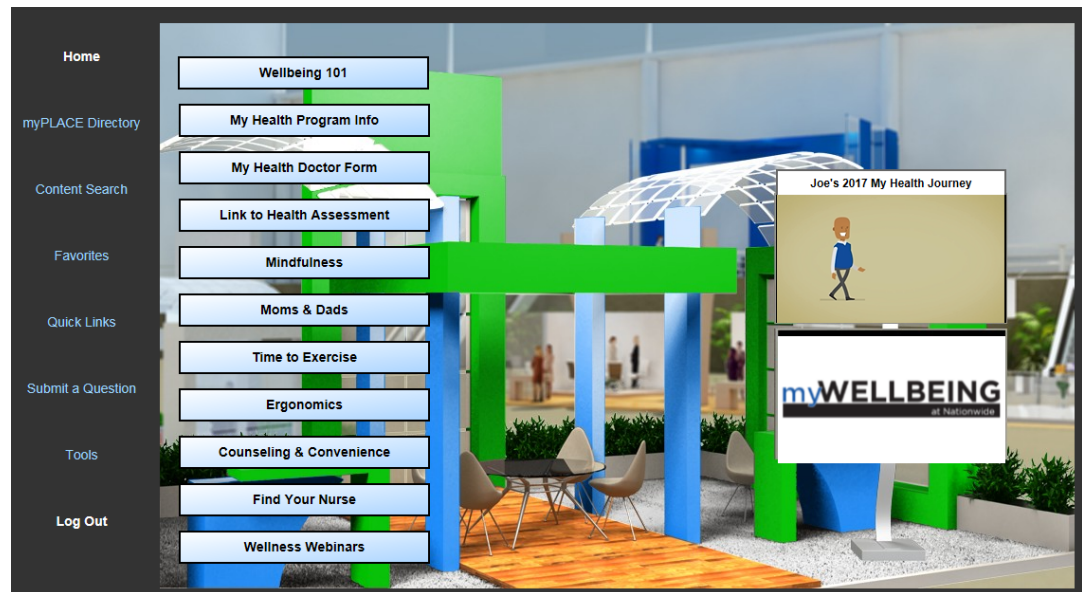 Home
myPLACE Directory
Content Search
Favorites
Quick Links
Submit a Question
Tools
Log Out
Wellbeing 101
My Health Program Info
My Health Doctor Form
Link to Health Assessment
Mindfulness
Moms & Dads
Time to Exercise
Ergonomics
Counseling & Convenience
Find Your Nurse
Wellness Webinars
Joe's 2017 My Health Journey
myWELLBEING
at Nationwide